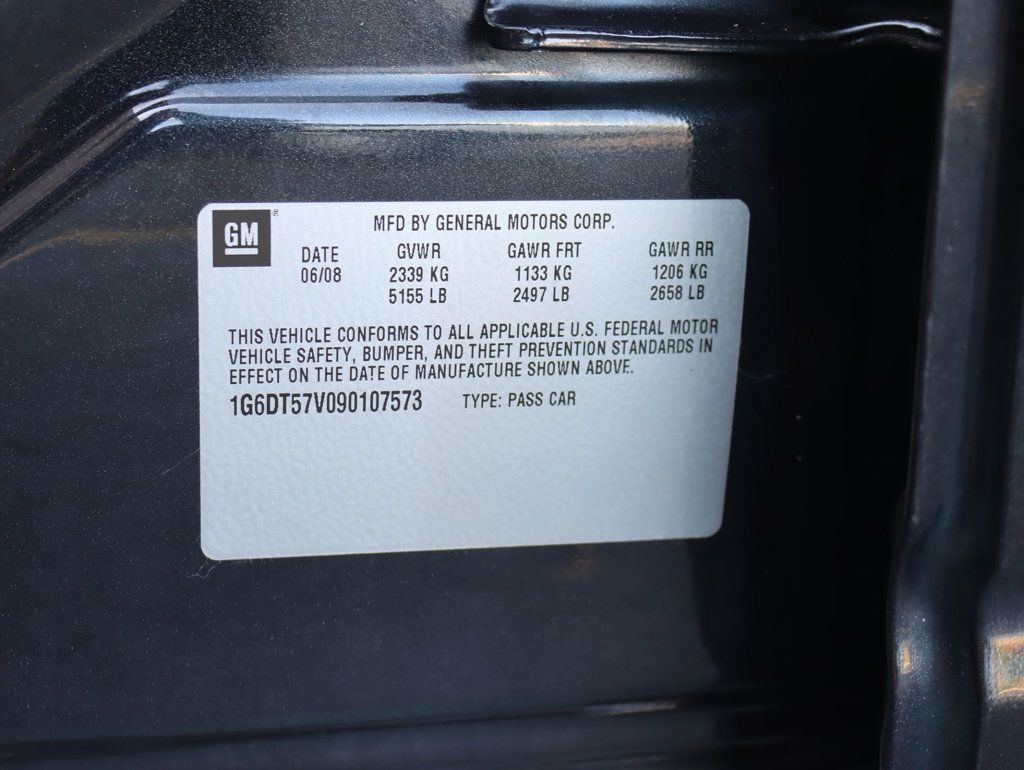 GM
MFD BY GENERAL MOTORS CORP.
DATE GVWR GAWR FRT GAWR RR
06/08 2339 KG 1133 KG 1206 KG
5155 LB 2497 LB 2658 LB
THIS VEHICLE CONFORMS TO ALL APPLICABLE U.S. FEDERAL MOTOR
VEHICLE SAFETY, BUMPER, AND THEFT PREVENTION STANDARDS IN
EFFECT ON THE DATE OF MANUFACTURE SHOWN ABOVE.
1G6DT57V090107573 TYPE: PASS CAR